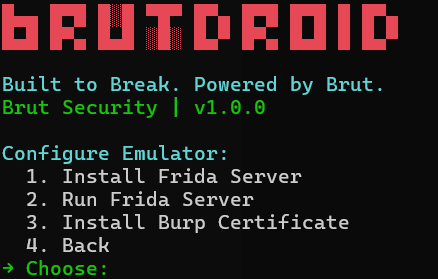 BRUTDROID
Built to Break. Powered by Brut.
Brut Security | v1.0.0
Configure Emulator:
1. Install Frida Server
2. Run Frida Server
3. Install Burp Certificate
4. Back
→ Choose: